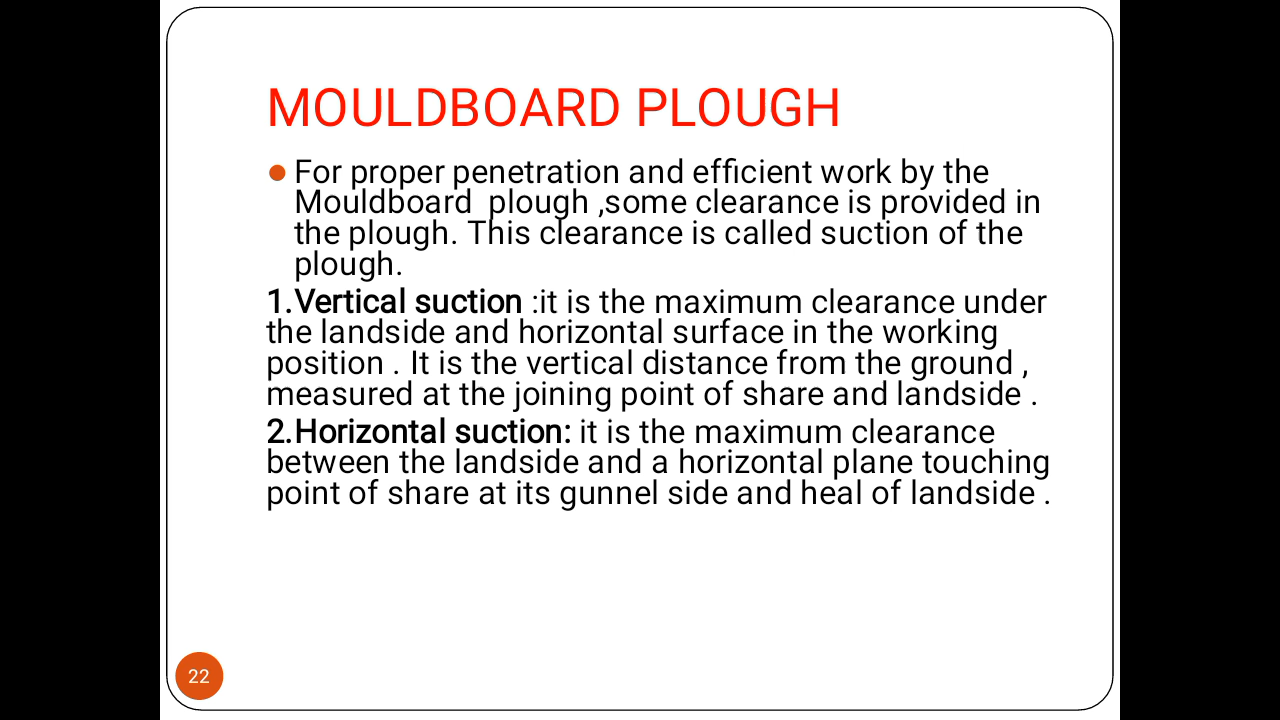 MOULDBOARD PLOUGH
For proper penetration and efficient work by the
Mouldboard  plough ,some clearance is provided in
the plough. This clearance is called suction of the
plough.
1.Vertical suction :it is the maximum clearance under
the landside and horizontal surface in the working
position . It is the vertical distance from the ground ,
measured at the joining point of share and landside .
2.Horizontal suction: it is the maximum clearance
between the landside and a horizontal plane touching
point of share at its gunnel side and heal of landside .
22